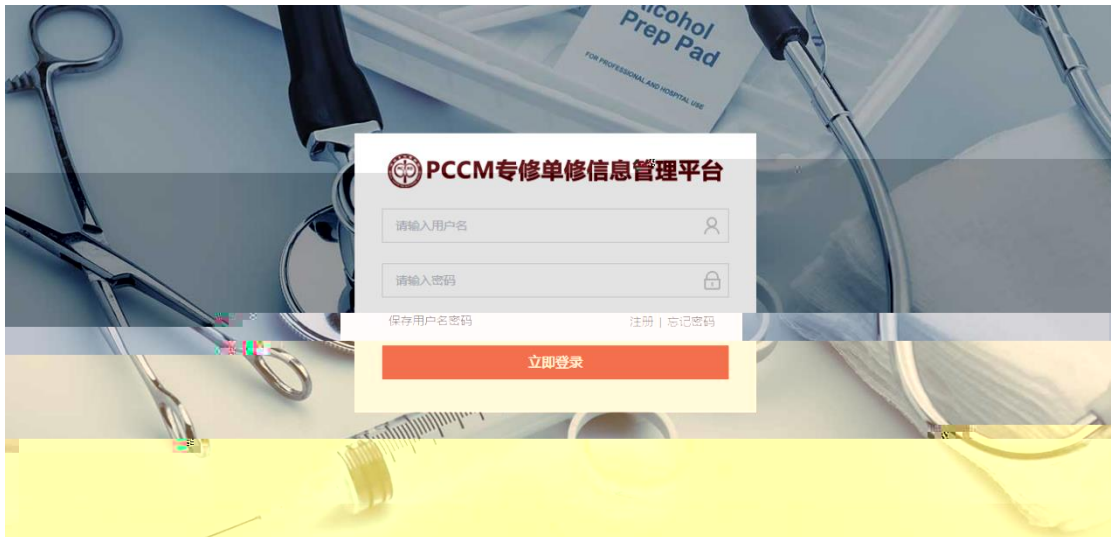 Alcohol
Prep Pad
FOR PROFESSIONAL AND HOSPITAL USE
PCCM专修单修信息管理平台
请输入用户名
请输入密码
保存用户名密码
注册 | 忘记密码
立即登录